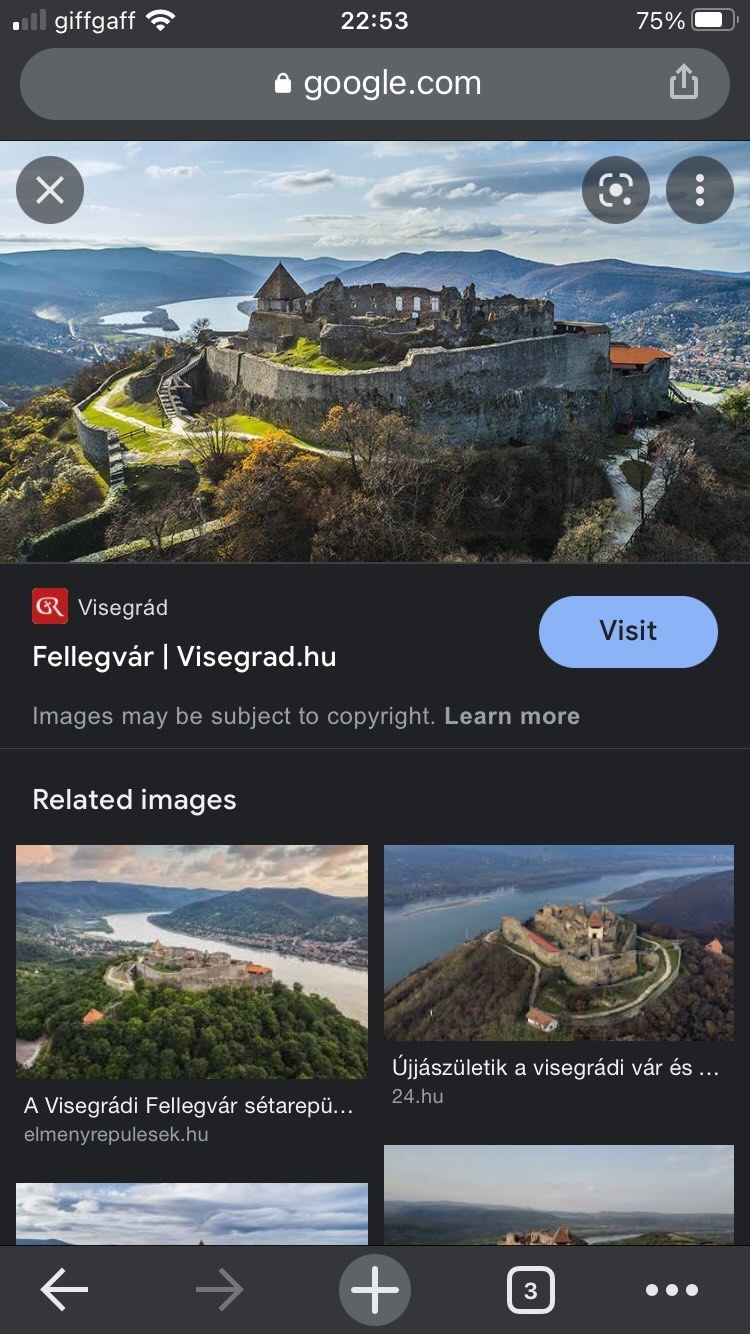 giffgaff 22:53 75%
google.com
GR Visegrád
Fellegvár | Visegrad.hu
Visit
Images may be subject to copyright. Learn more
Related images
A Visegrádi Fellegvár sétarepü...
elmenyrepulesek.hu
Újjászületik a visegrádi vár és ...
24.hu
3